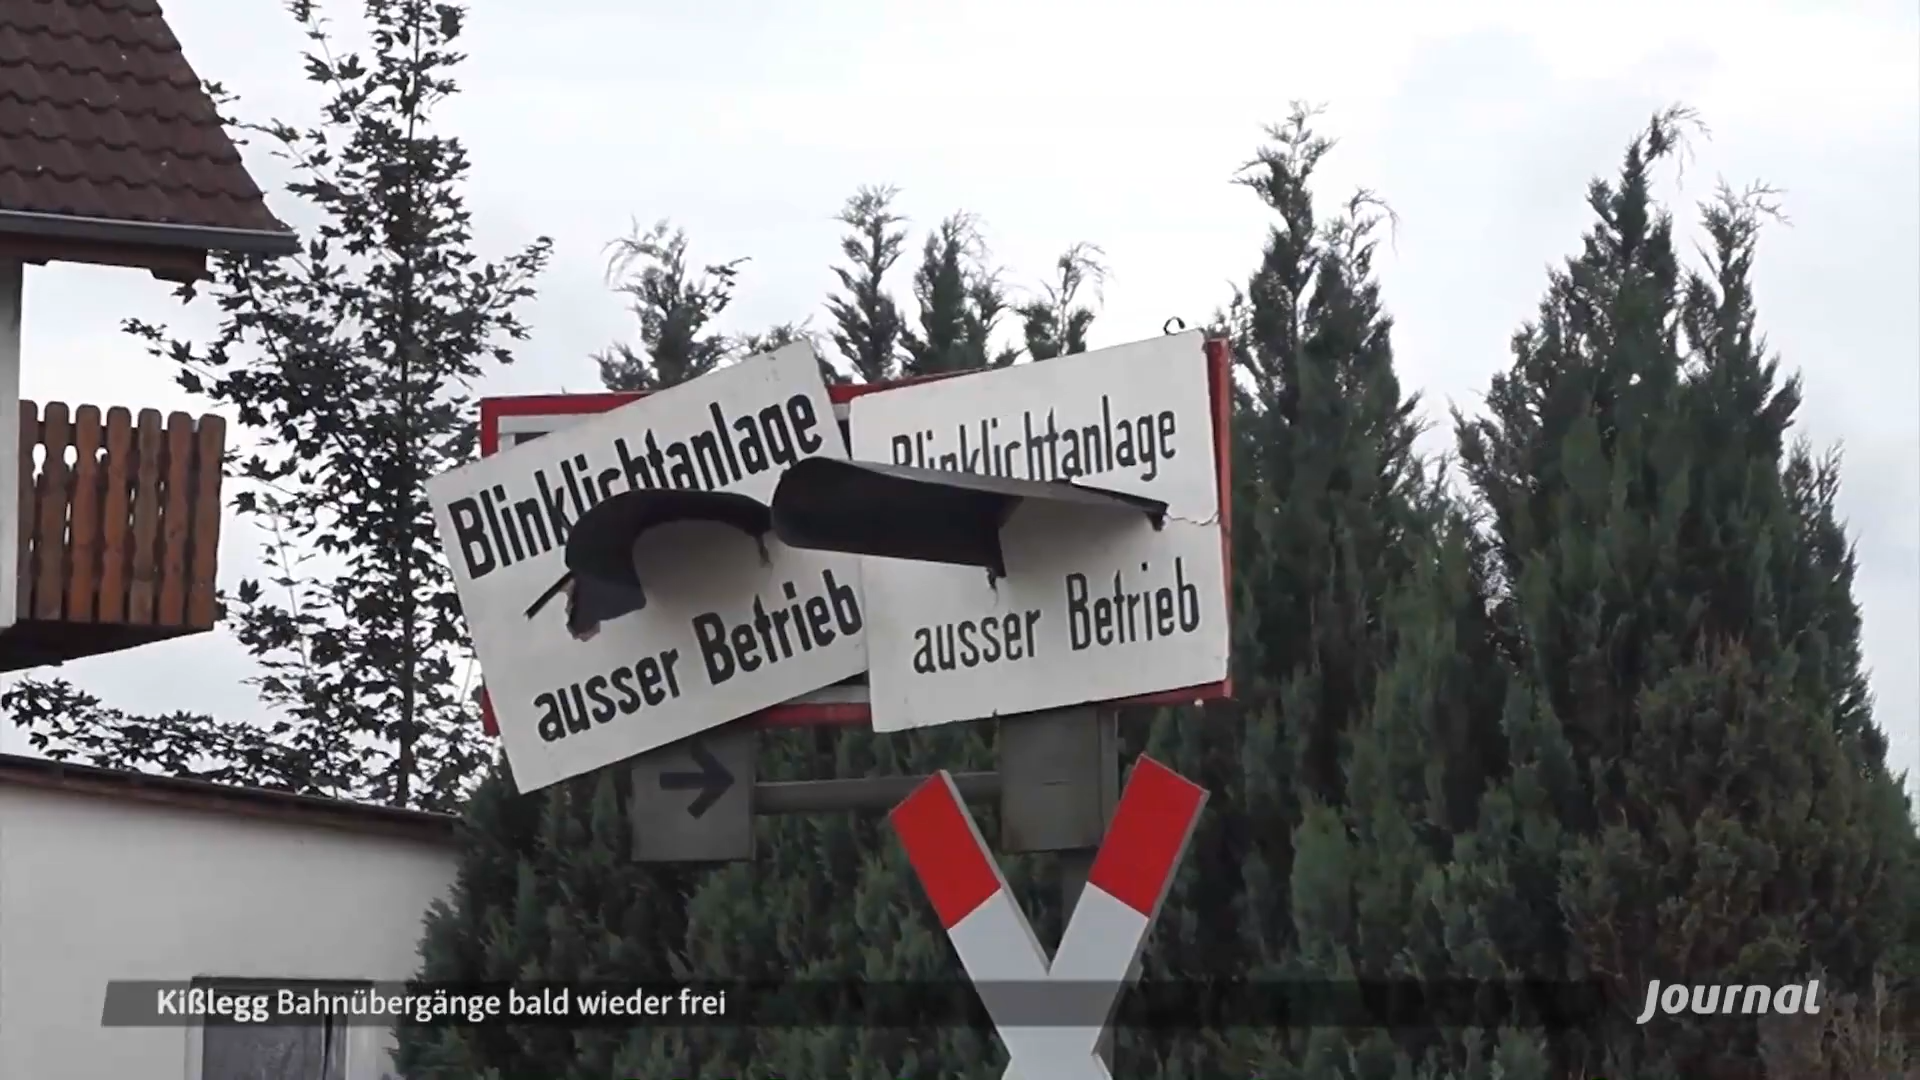 Blinklichtanlage
ausser Betrieb
Blinklichtanlage
ausser Betrieb
Kißlegg Bahnübergänge bald wieder frei
Journal